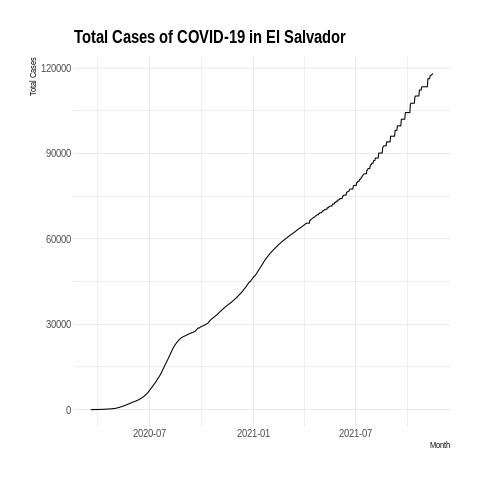 Total Cases of COVID-19 in El Salvador
Total Cases
120000
90000
60000
30000
0
2020-07 2021-01 2021-07
Month